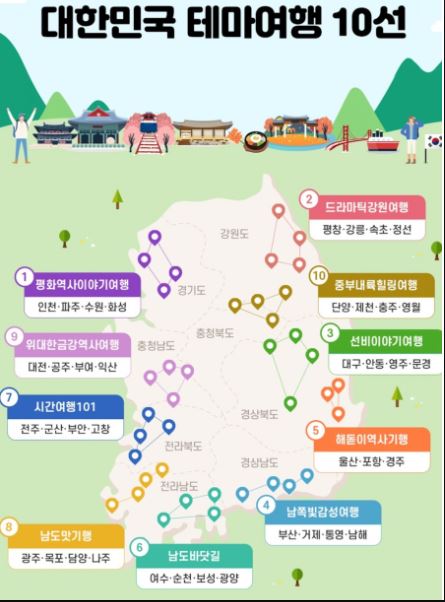 대한민국 테마여행 10선
2
드라마틱강원여행
평창·강릉·속초·정선
강원도
1
평화역사이야기여행
인천·파주·수원·화성
경기도
10
중부내륙힐링여행
단양·제천·충주·영월
충청북도
9
위대한금강역사여행
대전·공주·부여·익산
충청남도
3
선비이야기여행
대구·안동·영주·문경
7
시간여행101
전주·군산·부안·고창
경상북도
전라북도
5
해돋이역사기행
울산·포항·경주
경상남도
전라남도
4
남쪽빛감성여행
부산·거제·통영·남해
8
남도맛기행
광주·목포·담양·나주
6
남도바닷길
여수·순천·보성·광양